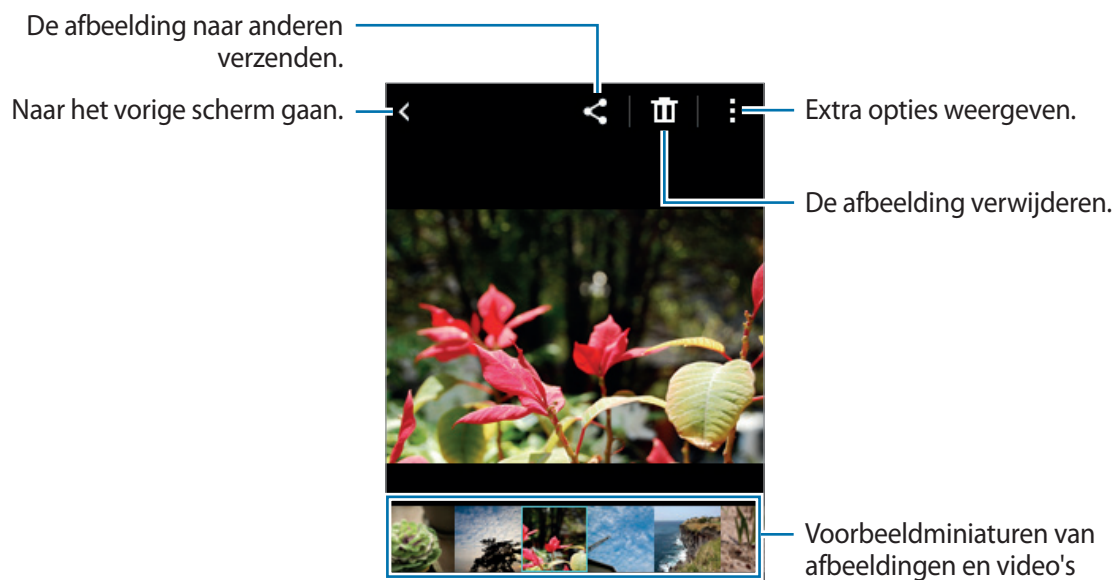 De afbeelding naar anderen
verzenden.
Naar het vorige scherm gaan.
Extra opties weergeven.
De afbeelding verwijderen.
Voorbeeldminiaturen van
afbeeldingen en video's